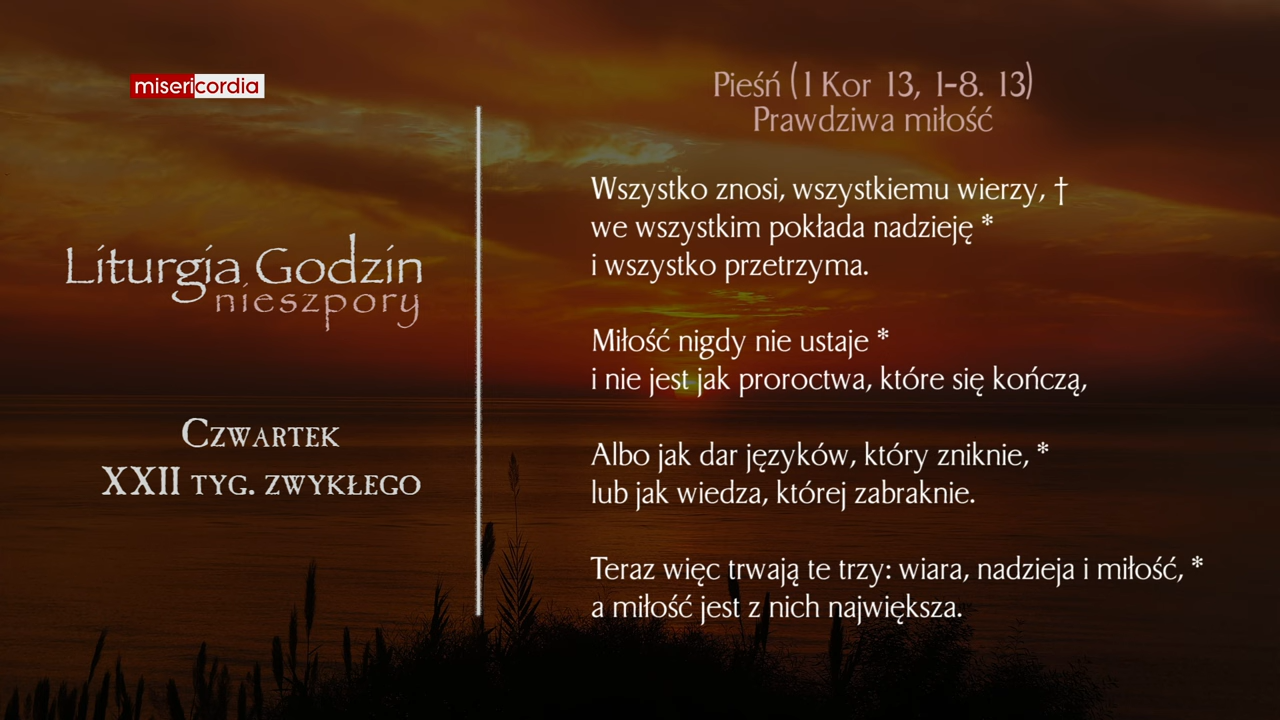 misericordia
Liturgia Godzin
nieszpory
Czwartek
XXII tyg. zwykłego
Pieśń (1 Kor 13, 1-8. 13)
Prawdziwa miłość
Wszystko znosi, wszystkiemu wierzy, †
we wszystkim pokłada nadzieję *
i wszystko przetrzyma.
Miłość nigdy nie ustaje *
i nie jest jak proroctwa, które się kończą,
Albo jak dar języków, który zniknie, *
lub jak wiedza, której zabraknie.
Teraz więc trwają te trzy: wiara, nadzieja i miłość, *
a miłość jest z nich największa.